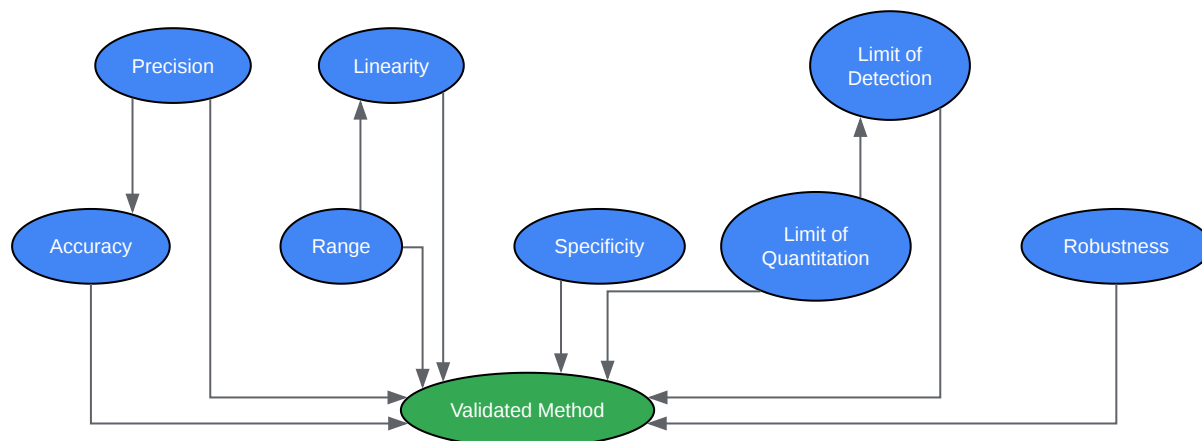 Precision
Linearity
Limit of
Detection
Accuracy
Range
Specificity
Limit of
Quantitation
Robustness
Validated Method